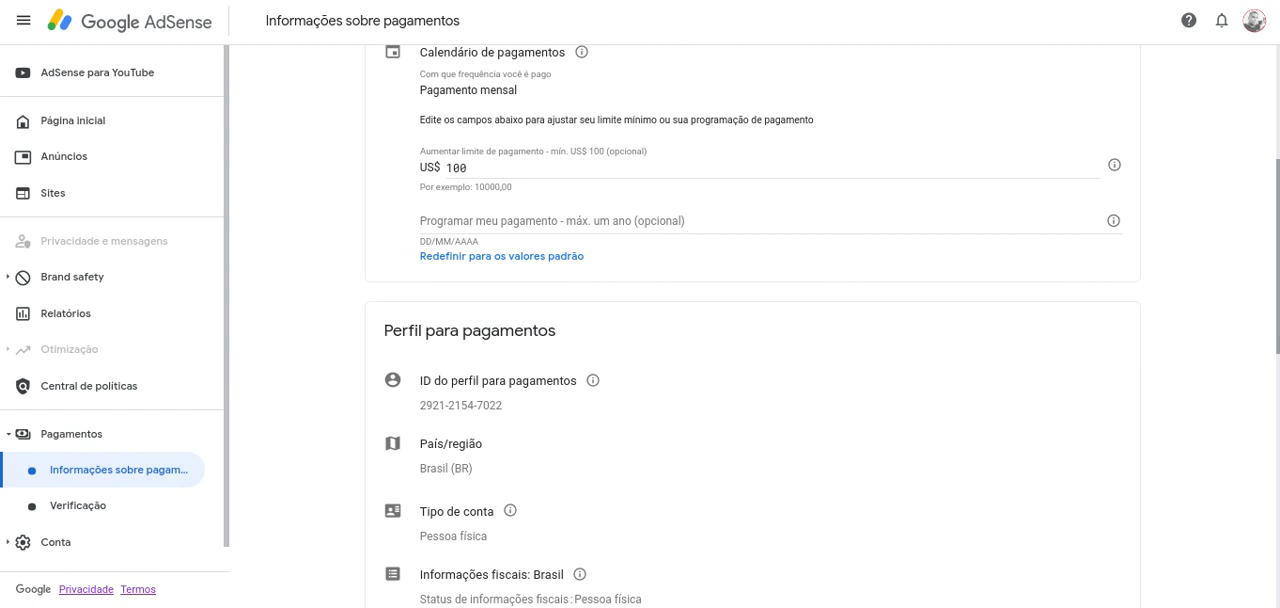 Google AdSense
Informações sobre pagamentos
AdSense para YouTube
Página inicial
Anúncios
Sites
Privacidade e mensagens
Brand safety
Relatórios
Otimização
Central de políticas
Pagamentos
Informações sobre pagam...
Verificação
Conta
Google Privacidade Termos
Calendário de pagamentos
Com que frequência você é pago
Pagamento mensal
Edite os campos abaixo para ajustar seu limite mínimo ou sua programação de pagamento
Aumentar limite de pagamento - mín. US$ 100 (opcional)
US$ 100
Por exemplo: 10000,00
Programar meu pagamento - máx. um ano (opcional)
DD/MM/AAAA
Redefinir para os valores padrão
Perfil para pagamentos
ID do perfil para pagamentos
2921-2154-7022
País/região
Brasil (BR)
Tipo de conta
Pessoa física
Informações fiscais: Brasil
Status de informações fiscais: Pessoa física